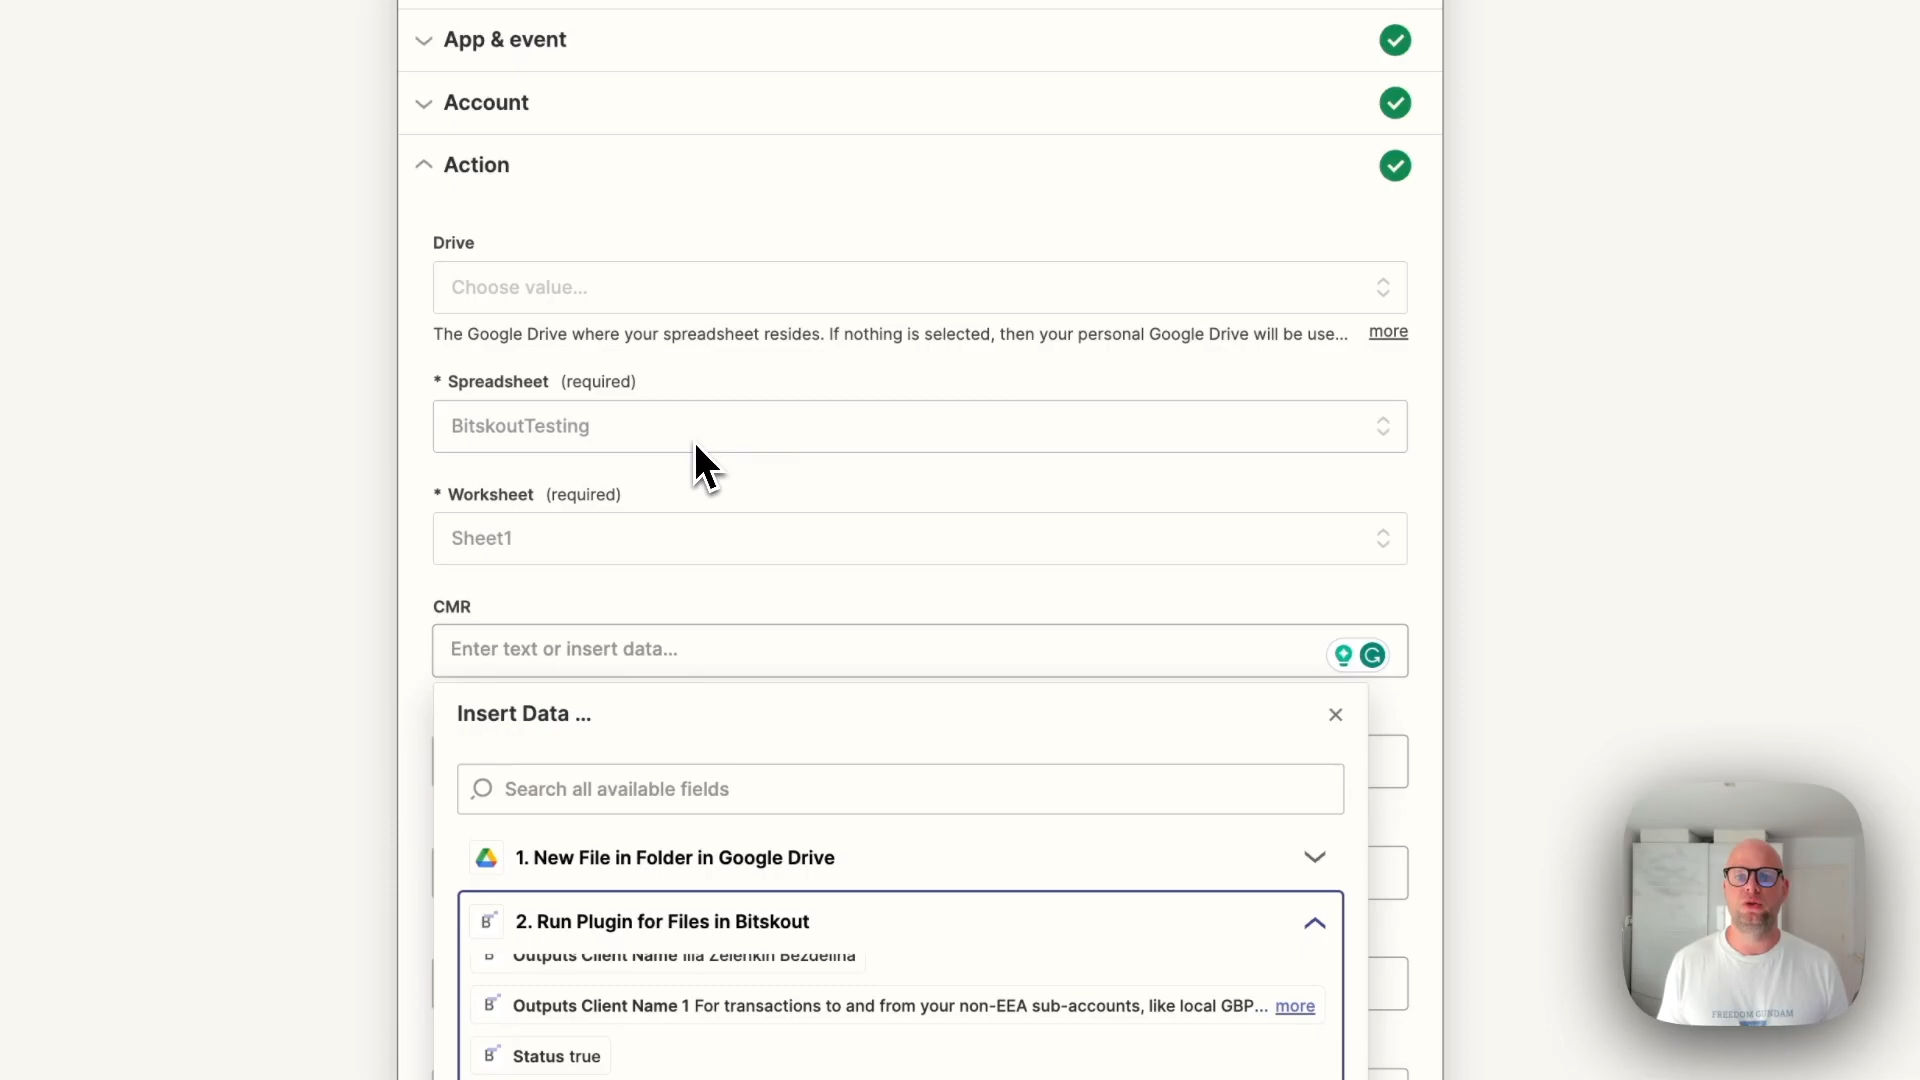 App & event
Account
Action
Drive
Choose value...
The Google Drive where your spreadsheet resides. If nothing is selected, then your personal Google Drive will be use... more
* Spreadsheet (required)
BitskoutTesting
* Worksheet (required)
Sheet1
CMR
Enter text or insert data...
Insert Data ...
Search all available fields
1. New File in Folder in Google Drive
2. Run Plugin for Files in Bitskout
Outputs Client Name Illa Zelenkin Bezdelina
Outputs Client Name 1 For transactions to and from your non-EEA sub-accounts, like local GBP... more
Status true
FREEDOM GUNDAM